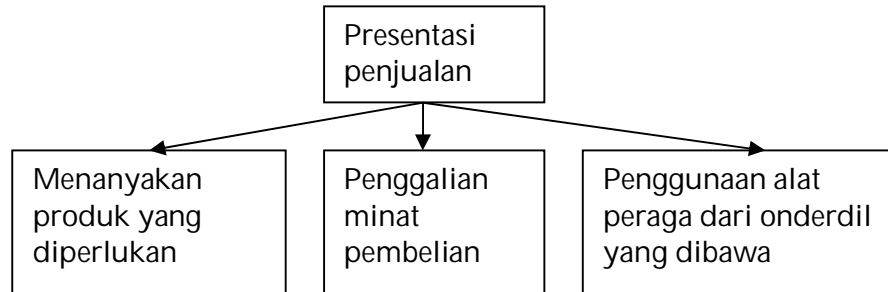 Presentasi
penjualan
Menanyakan
produk yang
diperlukan
Penggalian
minat
pembelian
Penggunaan alat
peraga dari onderdil
yang dibawa